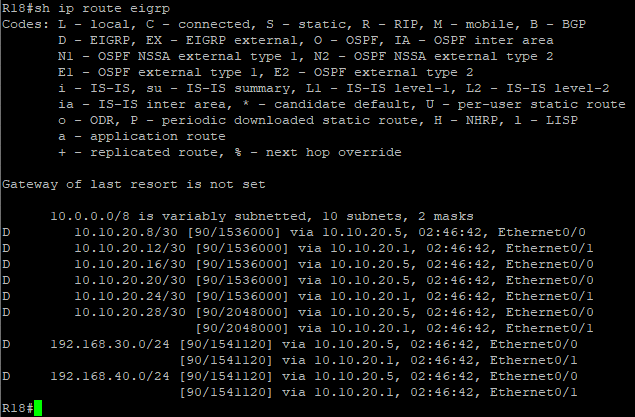 R18#sh ip route eigrp
Codes: L - local, C - connected, S - static, R - RIP, M - mobile, B - BGP
       D - EIGRP, EX - EIGRP external, O - OSPF, IA - OSPF inter area
       N1 - OSPF NSSA external type 1, N2 - OSPF NSSA external type 2
       E1 - OSPF external type 1, E2 - OSPF external type 2
       i - IS-IS, su - IS-IS summary, L1 - IS-IS level-1, L2 - IS-IS level-2
       ia - IS-IS inter area, * - candidate default, U - per-user static route
       o - ODR, P - periodic downloaded static route, H - NHRP, l - LISP
       a - application route
       + - replicated route, % - next hop override
Gateway of last resort is not set
      10.0.0.0/8 is variably subnetted, 10 subnets, 2 masks
D        10.10.20.8/30 [90/1536000] via 10.10.20.5, 02:46:42, Ethernet0/0
D        10.10.20.12/30 [90/1536000] via 10.10.20.1, 02:46:42, Ethernet0/1
D        10.10.20.16/30 [90/1536000] via 10.10.20.5, 02:46:42, Ethernet0/0
D        10.10.20.20/30 [90/1536000] via 10.10.20.5, 02:46:42, Ethernet0/0
D        10.10.20.24/30 [90/1536000] via 10.10.20.1, 02:46:42, Ethernet0/1
D        10.10.20.28/30 [90/2048000] via 10.10.20.5, 02:46:42, Ethernet0/0
                        [90/2048000] via 10.10.20.1, 02:46:42, Ethernet0/1
D     192.168.30.0/24 [90/1541120] via 10.10.20.5, 02:46:42, Ethernet0/0
                      [90/1541120] via 10.10.20.1, 02:46:42, Ethernet0/1
D     192.168.40.0/24 [90/1541120] via 10.10.20.5, 02:46:42, Ethernet0/0
                      [90/1541120] via 10.10.20.1, 02:46:42, Ethernet0/1
R18#